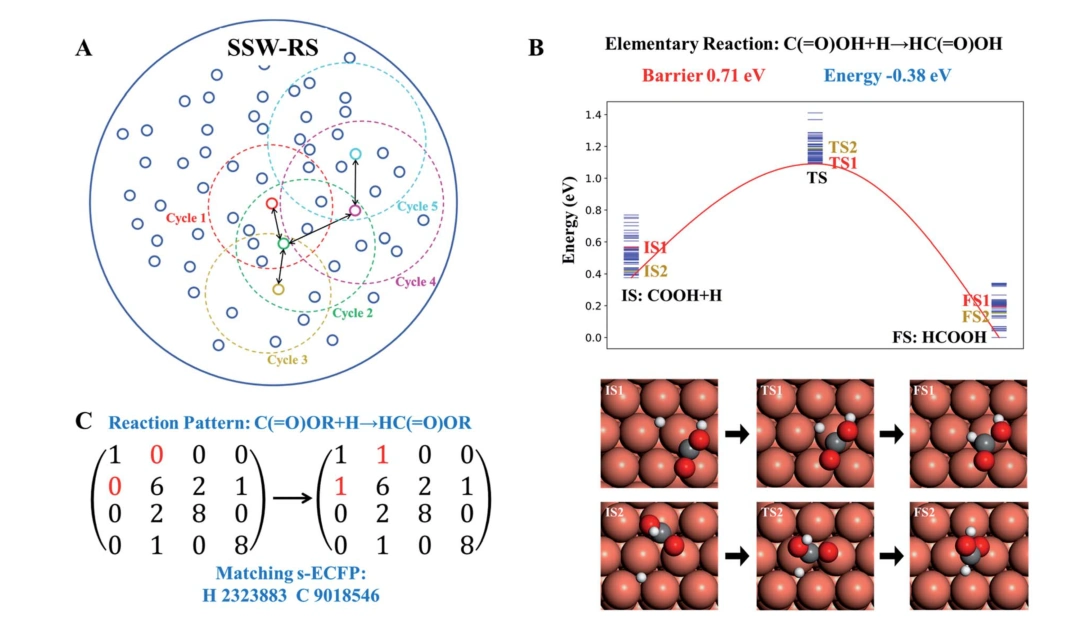 A
SSW-RS
Cycle 1
Cycle 5
Cycle 4
Cycle 2
Cycle 3
B
Elementary Reaction: C(=O)OH+H→HC(=O)OH
Barrier 0.71 eV
Energy -0.38 eV
Energy (eV)
1.4
1.2
1.0
0.8
0.6
0.4
0.2
0.0
TS2
TS1
TS
IS1
IS2
IS: COOH+H
FS1
FS2
FS: HCOOH
IS1
TS1
FS1
IS2
TS2
FS2
C
Reaction Pattern: C(=O)OR+H→HC(=O)OR
1 0 0 0 → 1 1 0 0
0 6 2 1 → 1 6 2 1
0 2 8 0 → 0 2 8 0
0 1 0 8 → 0 1 0 8
Matching s-ECFP:
H 2323883 C 9018546